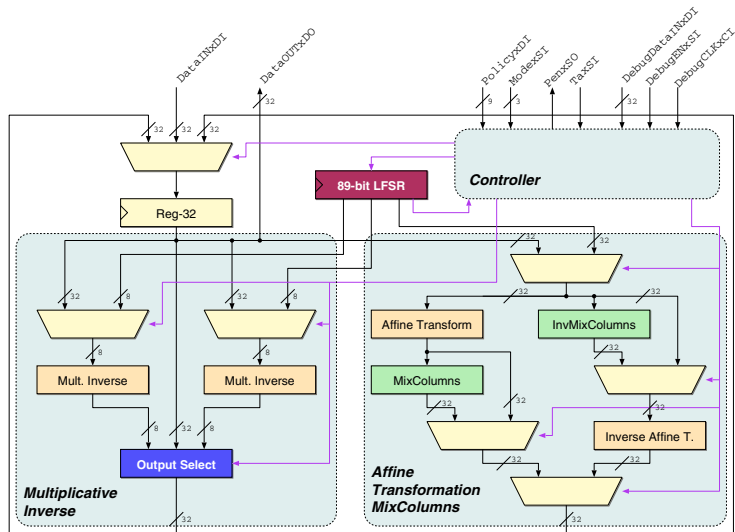 DataINxDI
DataOUTxDO
PolicyxDI
ModexSI
PenxSO
TaxSI
DebugDataINxDI
DebugENxSI
DebugCLKxCI
32
9
3
32
32
32
32
Controller
89-bit LFSR
Reg-32
32
8
32
8
32
32
32
32
Affine Transform
InvMixColumns
8
8
32
32
32
Mult. Inverse
Mult. Inverse
MixColumns
32
32
8
32
8
Inverse Affine T.
Output Select
32
32
Multiplicative
Inverse
Affine
Transformation
MixColumns
32
32